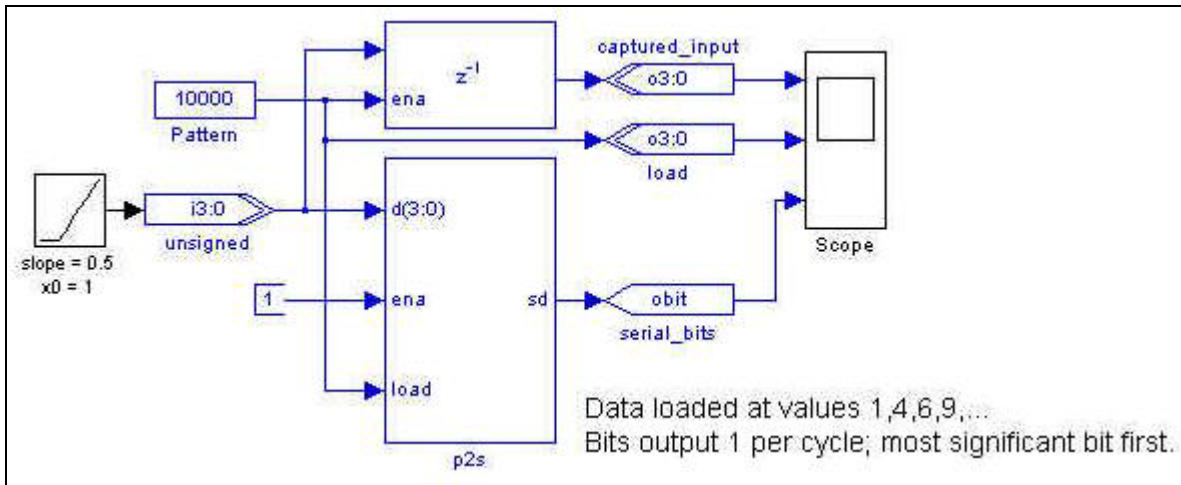 captured_input
z⁻¹
o3:0
10000
ena
Pattern
o3:0
load
i3:0
d(3:0)
unsigned
Scope
slope = 0.5
x0 = 1
1
ena
sd
obit
serial_bits
load
Data loaded at values 1,4,6,9,...
Bits output 1 per cycle; most significant bit first.
p2s